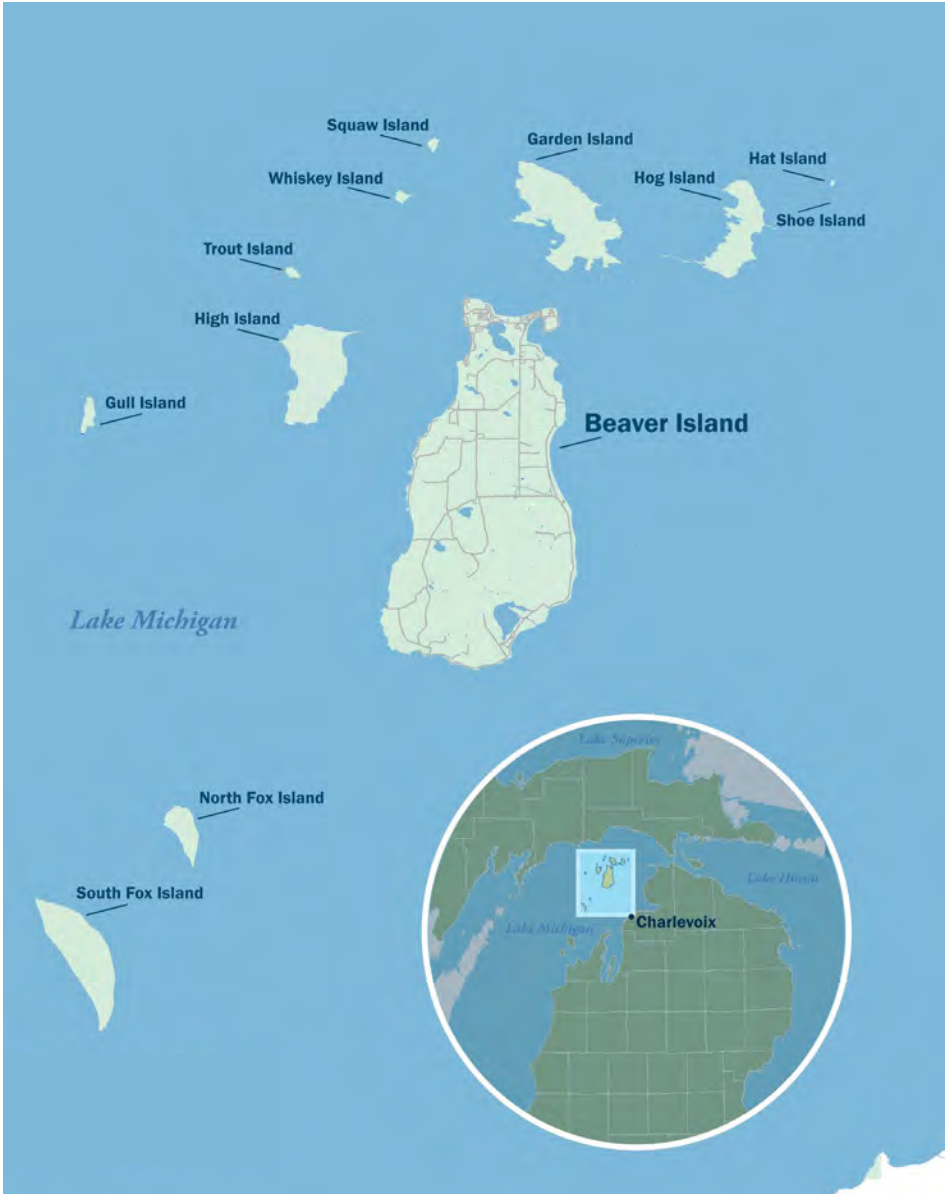 Squaw Island
Garden Island
Hat Island
Whiskey Island
Hog Island
Shoe Island
Trout Island
High Island
Gull Island
Beaver Island
Lake Michigan
North Fox Island
South Fox Island
Lake Superior
Lake Huron
Lake Michigan
Charlevoix